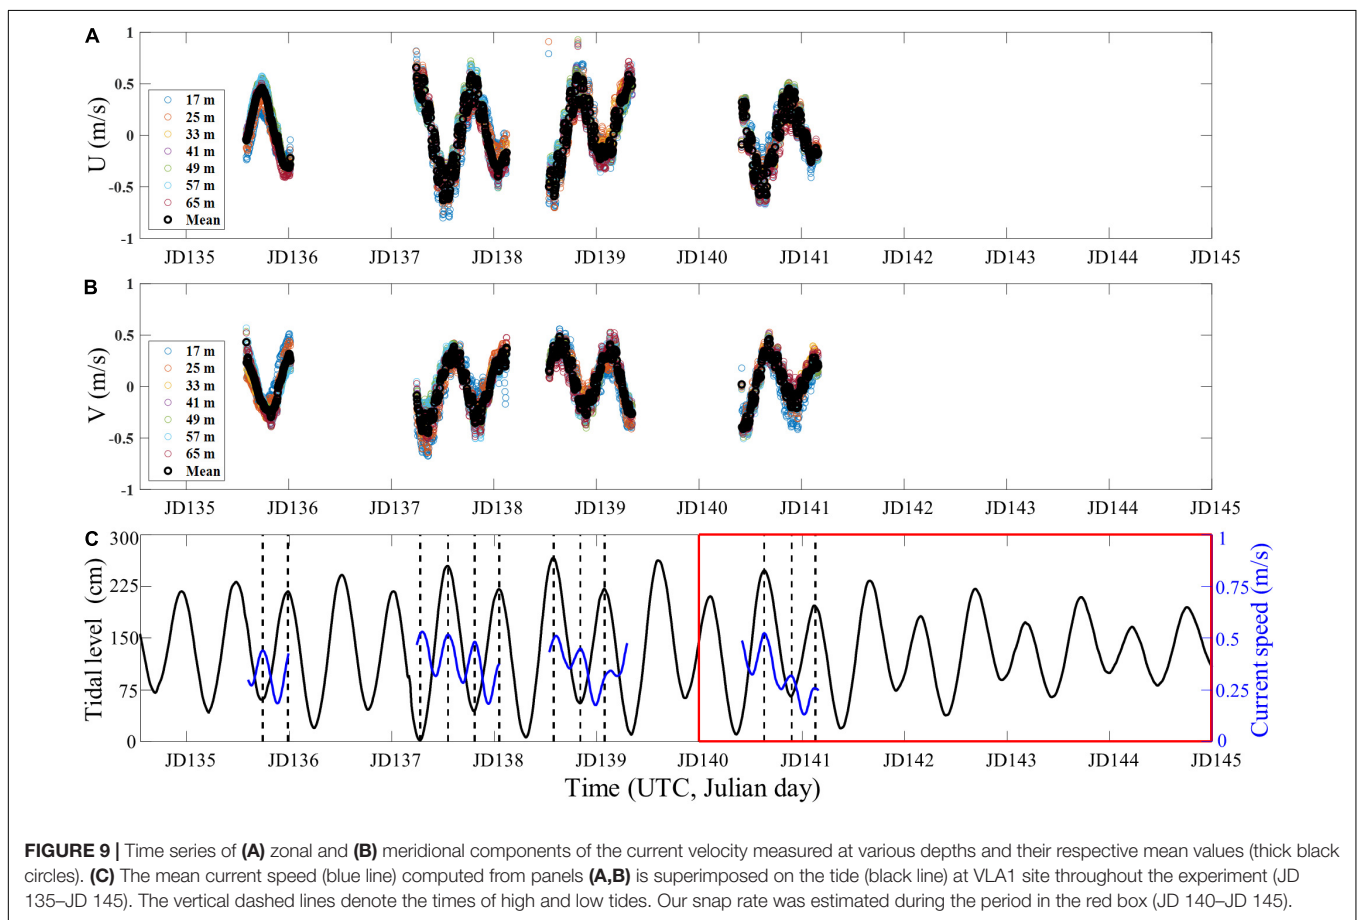 A
1
0.5
0
-0.5
-1
U (m/s)
17 m
25 m
33 m
41 m
49 m
57 m
65 m
Mean
JD135 JD136 JD137 JD138 JD139 JD140 JD141 JD142 JD143 JD144 JD145
B
1
0.5
0
-0.5
-1
V (m/s)
17 m
25 m
33 m
41 m
49 m
57 m
65 m
Mean
JD135 JD136 JD137 JD138 JD139 JD140 JD141 JD142 JD143 JD144 JD145
C
300
225
150
75
0
Tidal level (cm)
1
0.75
0.5
0.25
0
Current speed (m/s)
JD135 JD136 JD137 JD138 JD139 JD140 JD141 JD142 JD143 JD144 JD145
Time (UTC, Julian day)
FIGURE 9 | Time series of (A) zonal and (B) meridional components of the current velocity measured at various depths and their respective mean values (thick black
circles). (C) The mean current speed (blue line) computed from panels (A,B) is superimposed on the tide (black line) at VLA1 site throughout the experiment (JD
135–JD 145). The vertical dashed lines denote the times of high and low tides. Our snap rate was estimated during the period in the red box (JD 140–JD 145).